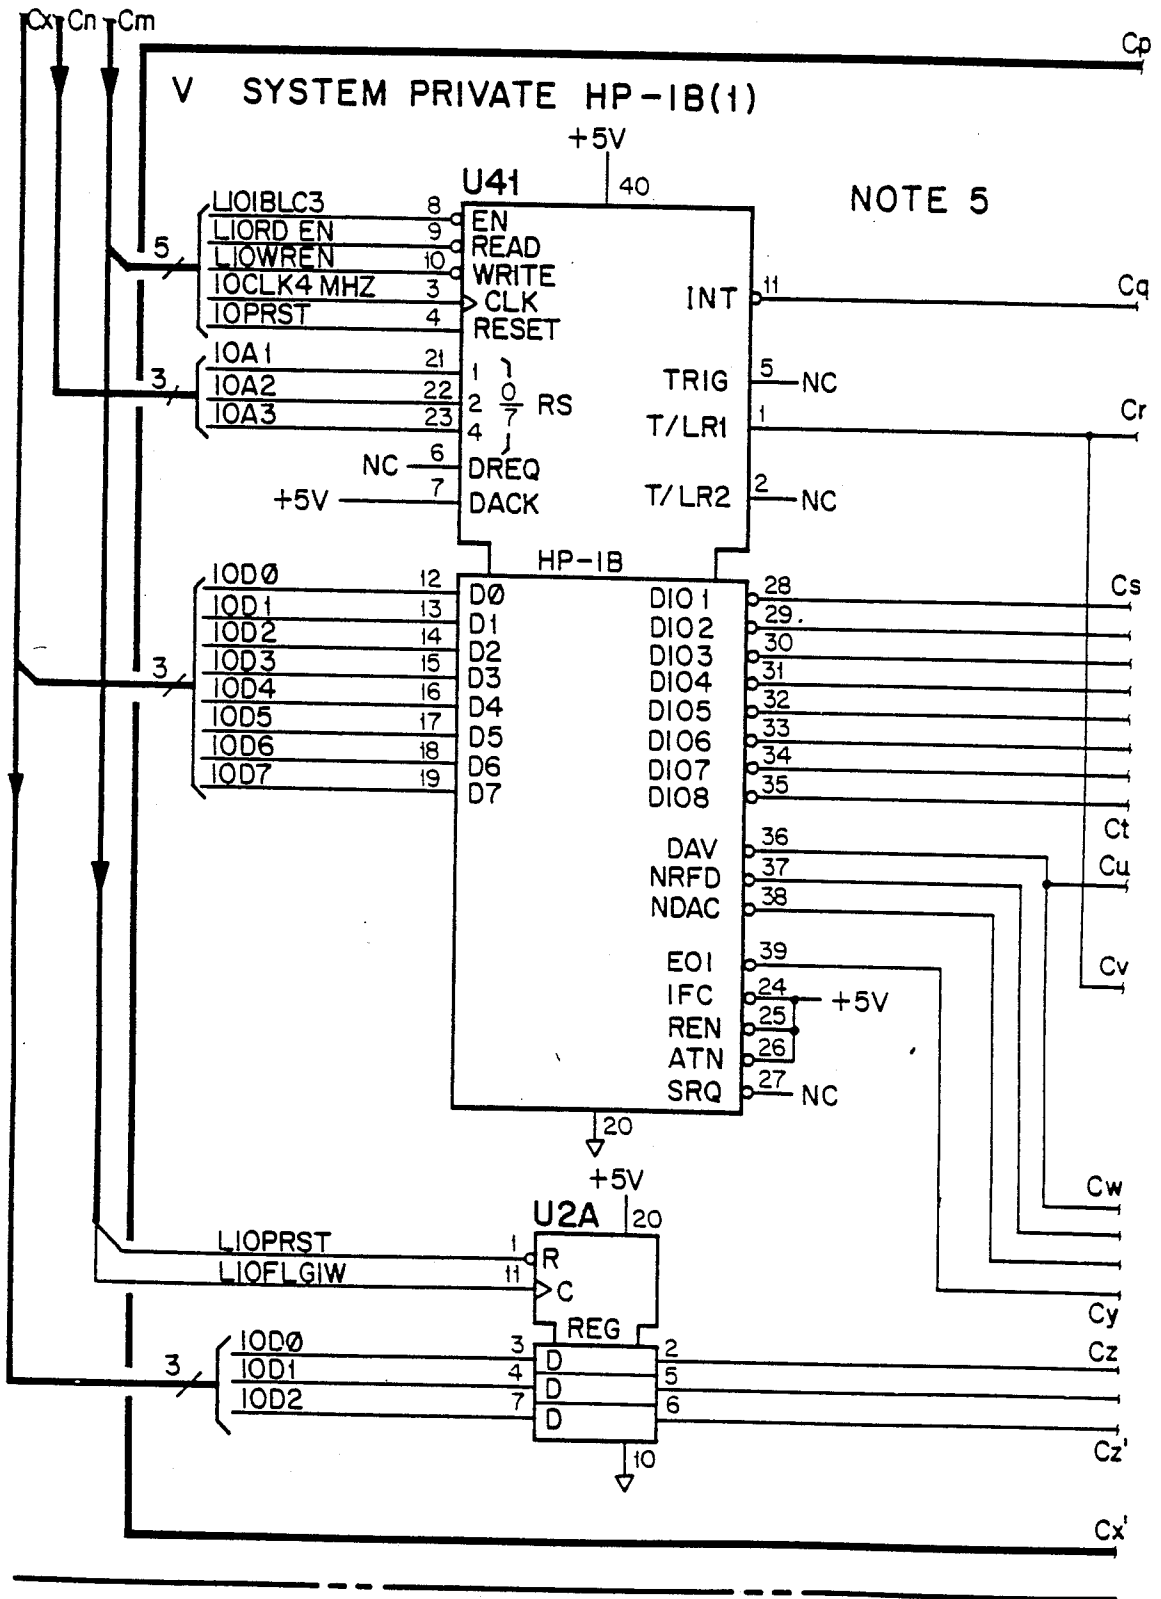 Cx Cn Cm
Cp
V SYSTEM PRIVATE HP-IB(1)
+5V
U41
40
NOTE 5
LIOIBLC3 8 EN
LIORD EN 9 READ
LIOWREN 10 WRITE
5
IOCLK4 MHZ 3 CLK
IOPRST 4 RESET
INT 11 Cq
IOA1 21 1
IOA2 22 2 0/7 RS
IOA3 23 4
3
TRIG 5 NC
T/LR1 1 Cr
NC 6 DREQ
+5V 7 DACK
T/LR2 2 NC
HP-IB
IOD0 12 DØ DIO1 28 Cs
IOD1 13 D1 DIO2 29
IOD2 14 D2 DIO3 30
IOD3 15 D3 DIO4 31
3
IOD4 16 D4 DIO5 32
IOD5 17 D5 DIO6 33
IOD6 18 D6 DIO7 34
IOD7 19 D7 DIO8 35
Ct
DAV 36 Cu
NRFD 37
NDAC 38
EOI 39 Cv
IFC 24 +5V
REN 25
ATN 26
SRQ 27 NC
20
+5V
U2A
20
Cw
LIOPRST 1 R
LIOFLGIW 11 C
Cy
REG
IODØ 3 D 2 Cz
3
IOD1 4 D 5
IOD2 7 D 6
Cz'
10
Cx'